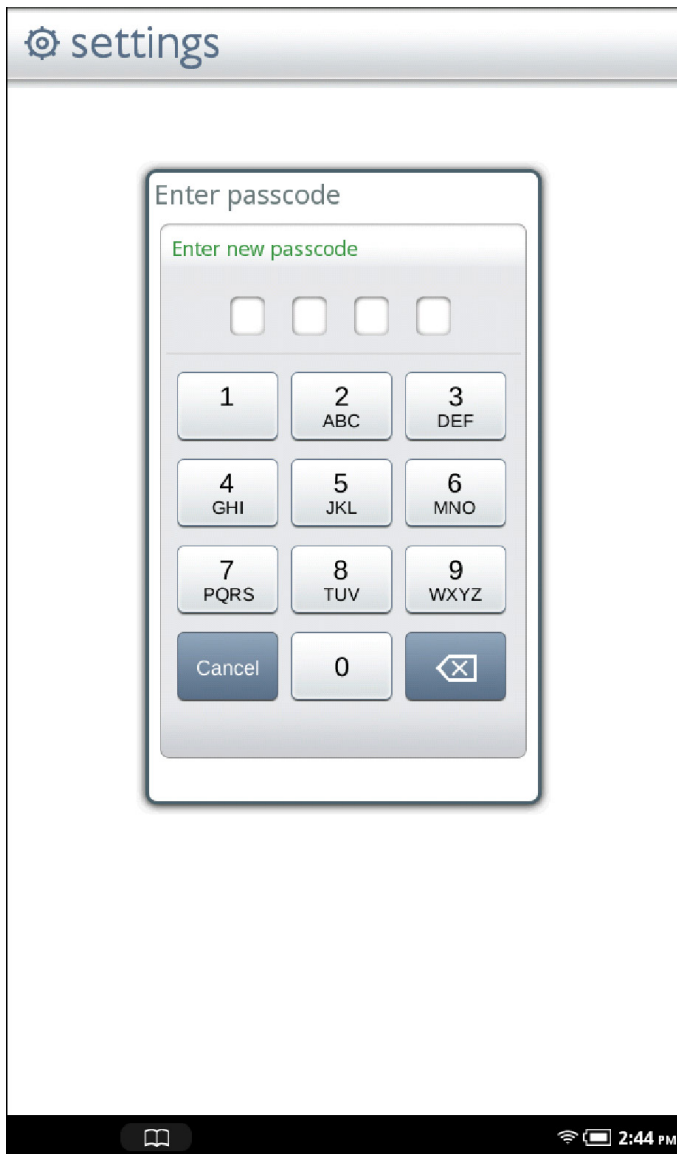 settings
Enter passcode
Enter new passcode
1 2 3
ABC DEF
4 5 6
GHI JKL MNO
7 8 9
PQRS TUV WXYZ
Cancel 0
2:44 PM